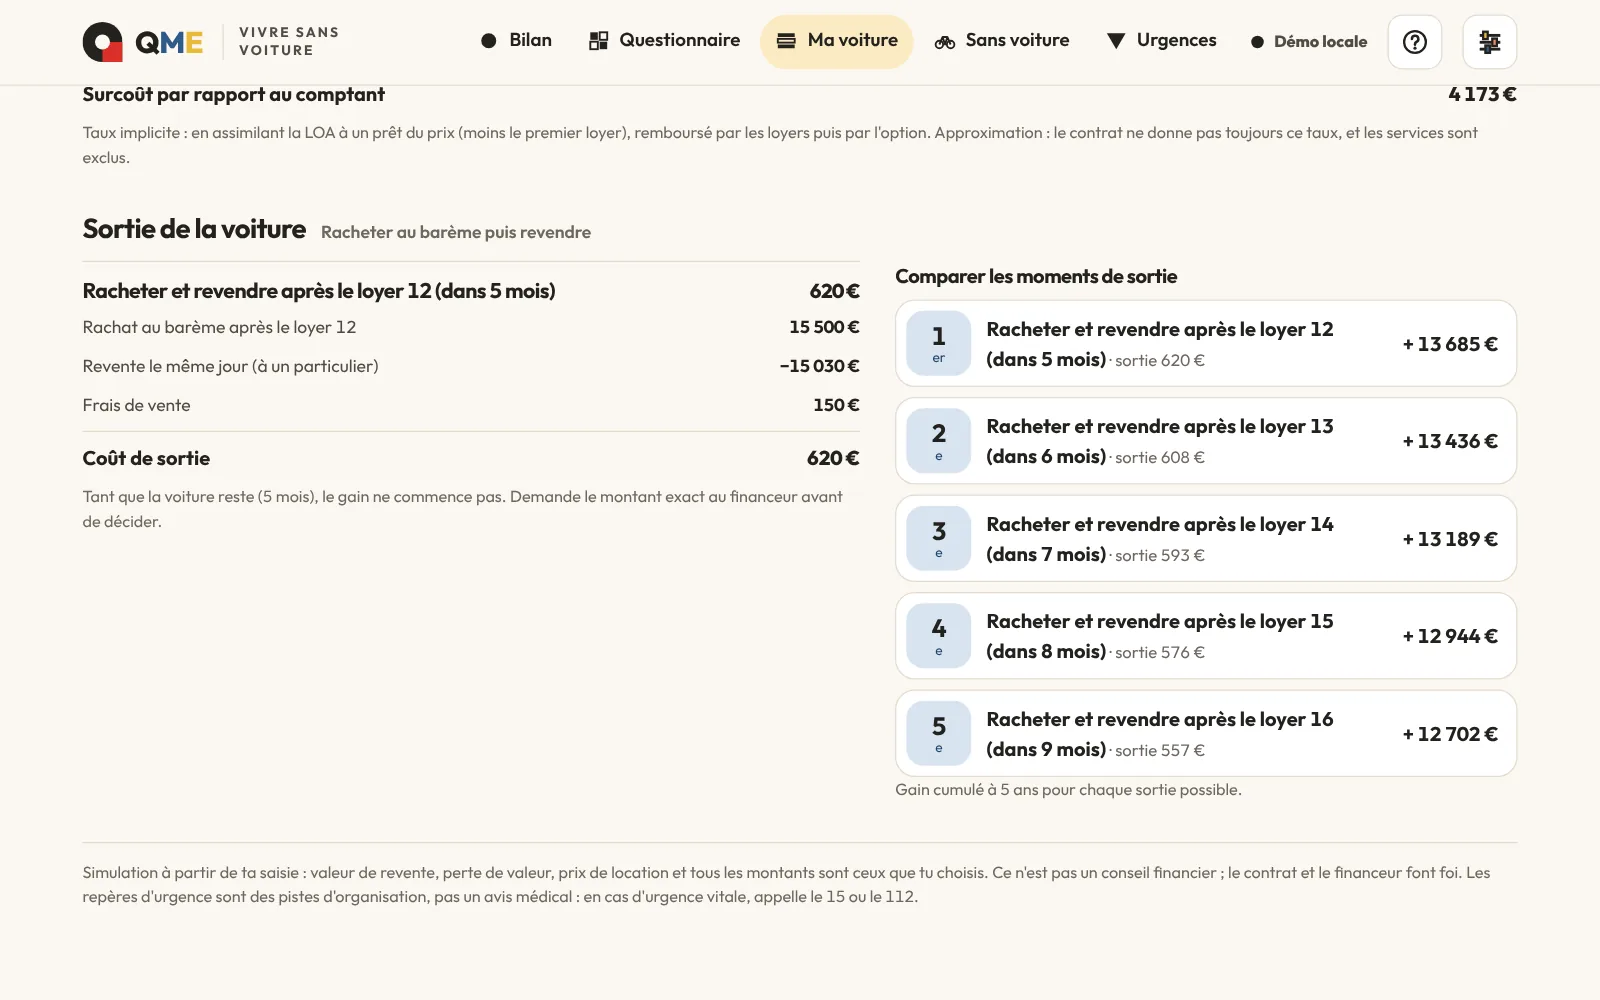 QME
VIVRE SANS
VOITURE
Bilan
Questionnaire
Ma voiture
Sans voiture
Urgences
Démo locale
Surcoût par rapport au comptant
4 173 €
Taux implicite : en assimilant la LOA à un prêt du prix (moins le premier loyer), remboursé par les loyers puis par l'option. Approximation : le contrat ne donne pas toujours ce taux, et les services sont
exclus.
Sortie de la voiture Racheter au barème puis revendre
Racheter et revendre après le loyer 12 (dans 5 mois) 620 €
Rachat au barème après le loyer 12 15 500 €
Revente le même jour (à un particulier) −15 030 €
Frais de vente 150 €
Coût de sortie 620 €
Tant que la voiture reste (5 mois), le gain ne commence pas. Demande le montant exact au financeur avant
de décider.
Comparer les moments de sortie
1
er
Racheter et revendre après le loyer 12
(dans 5 mois) · sortie 620 €
+ 13 685 €
2
e
Racheter et revendre après le loyer 13
(dans 6 mois) · sortie 608 €
+ 13 436 €
3
e
Racheter et revendre après le loyer 14
(dans 7 mois) · sortie 593 €
+ 13 189 €
4
e
Racheter et revendre après le loyer 15
(dans 8 mois) · sortie 576 €
+ 12 944 €
5
e
Racheter et revendre après le loyer 16
(dans 9 mois) · sortie 557 €
+ 12 702 €
Gain cumulé à 5 ans pour chaque sortie possible.
Simulation à partir de ta saisie : valeur de revente, perte de valeur, prix de location et tous les montants sont ceux que tu choisis. Ce n'est pas un conseil financier ; le contrat et le financeur font foi. Les
repères d'urgence sont des pistes d'organisation, pas un avis médical : en cas d'urgence vitale, appelle le 15 ou le 112.